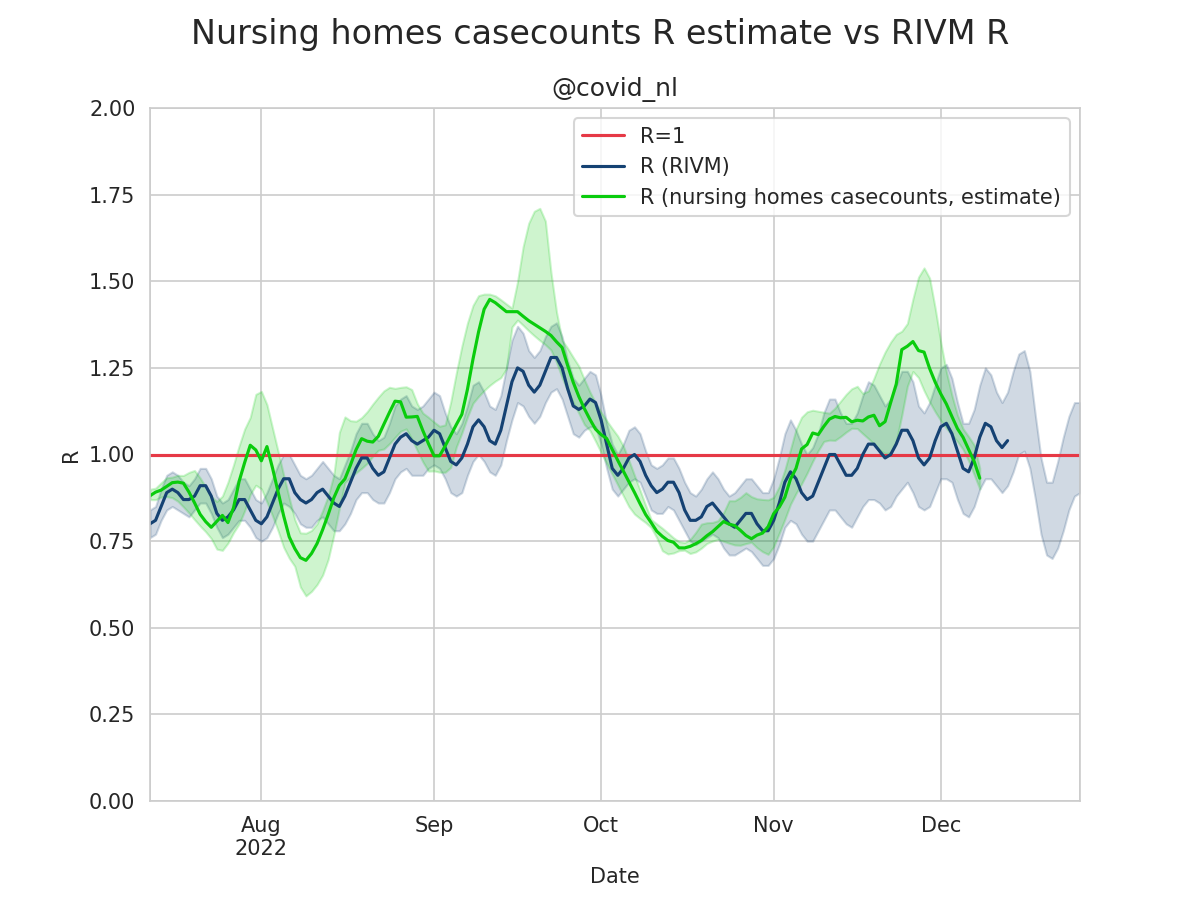 Nursing homes casecounts R estimate vs RIVM R
@covid_nl
2.00
1.75
1.50
1.25
1.00
0.75
0.50
0.25
0.00
R
R=1
R (RIVM)
R (nursing homes casecounts, estimate)
Aug
2022
Sep
Oct
Nov
Dec
Date